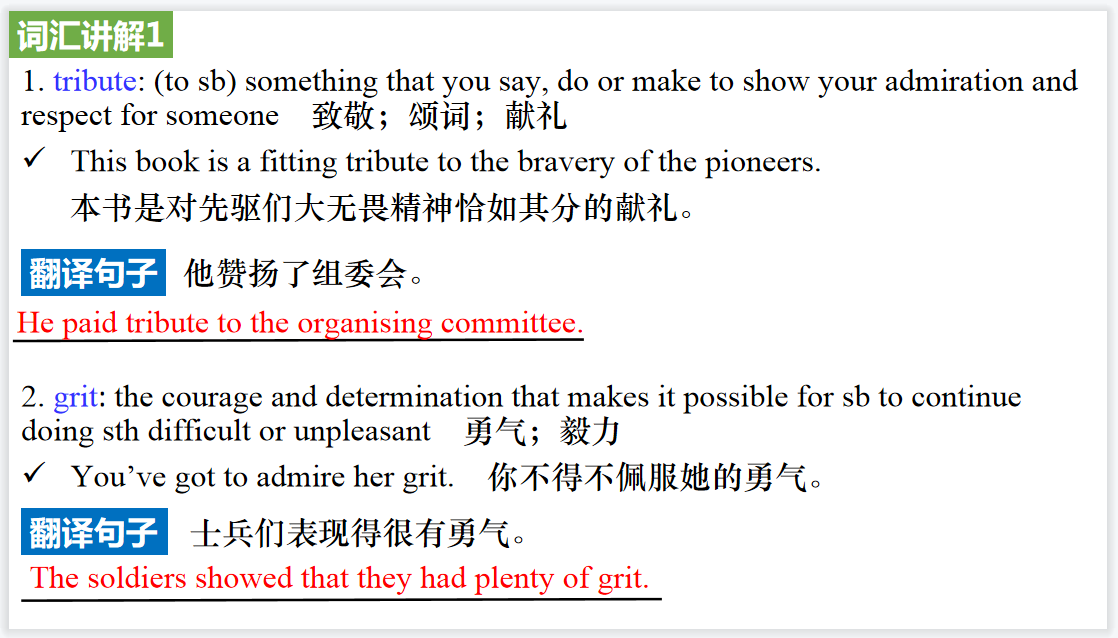 词汇讲解1
1. tribute: (to sb) something that you say, do or make to show your admiration and
respect for someone 致敬；颂词；献礼
✓ This book is a fitting tribute to the bravery of the pioneers.
本书是对先驱们大无畏精神恰如其分的献礼。
翻译句子 他赞扬了组委会。
He paid tribute to the organising committee.
2. grit: the courage and determination that makes it possible for sb to continue
doing sth difficult or unpleasant 勇气；毅力
✓ You’ve got to admire her grit. 你不得不佩服她的勇气。
翻译句子 士兵们表现得很有勇气。
The soldiers showed that they had plenty of grit.